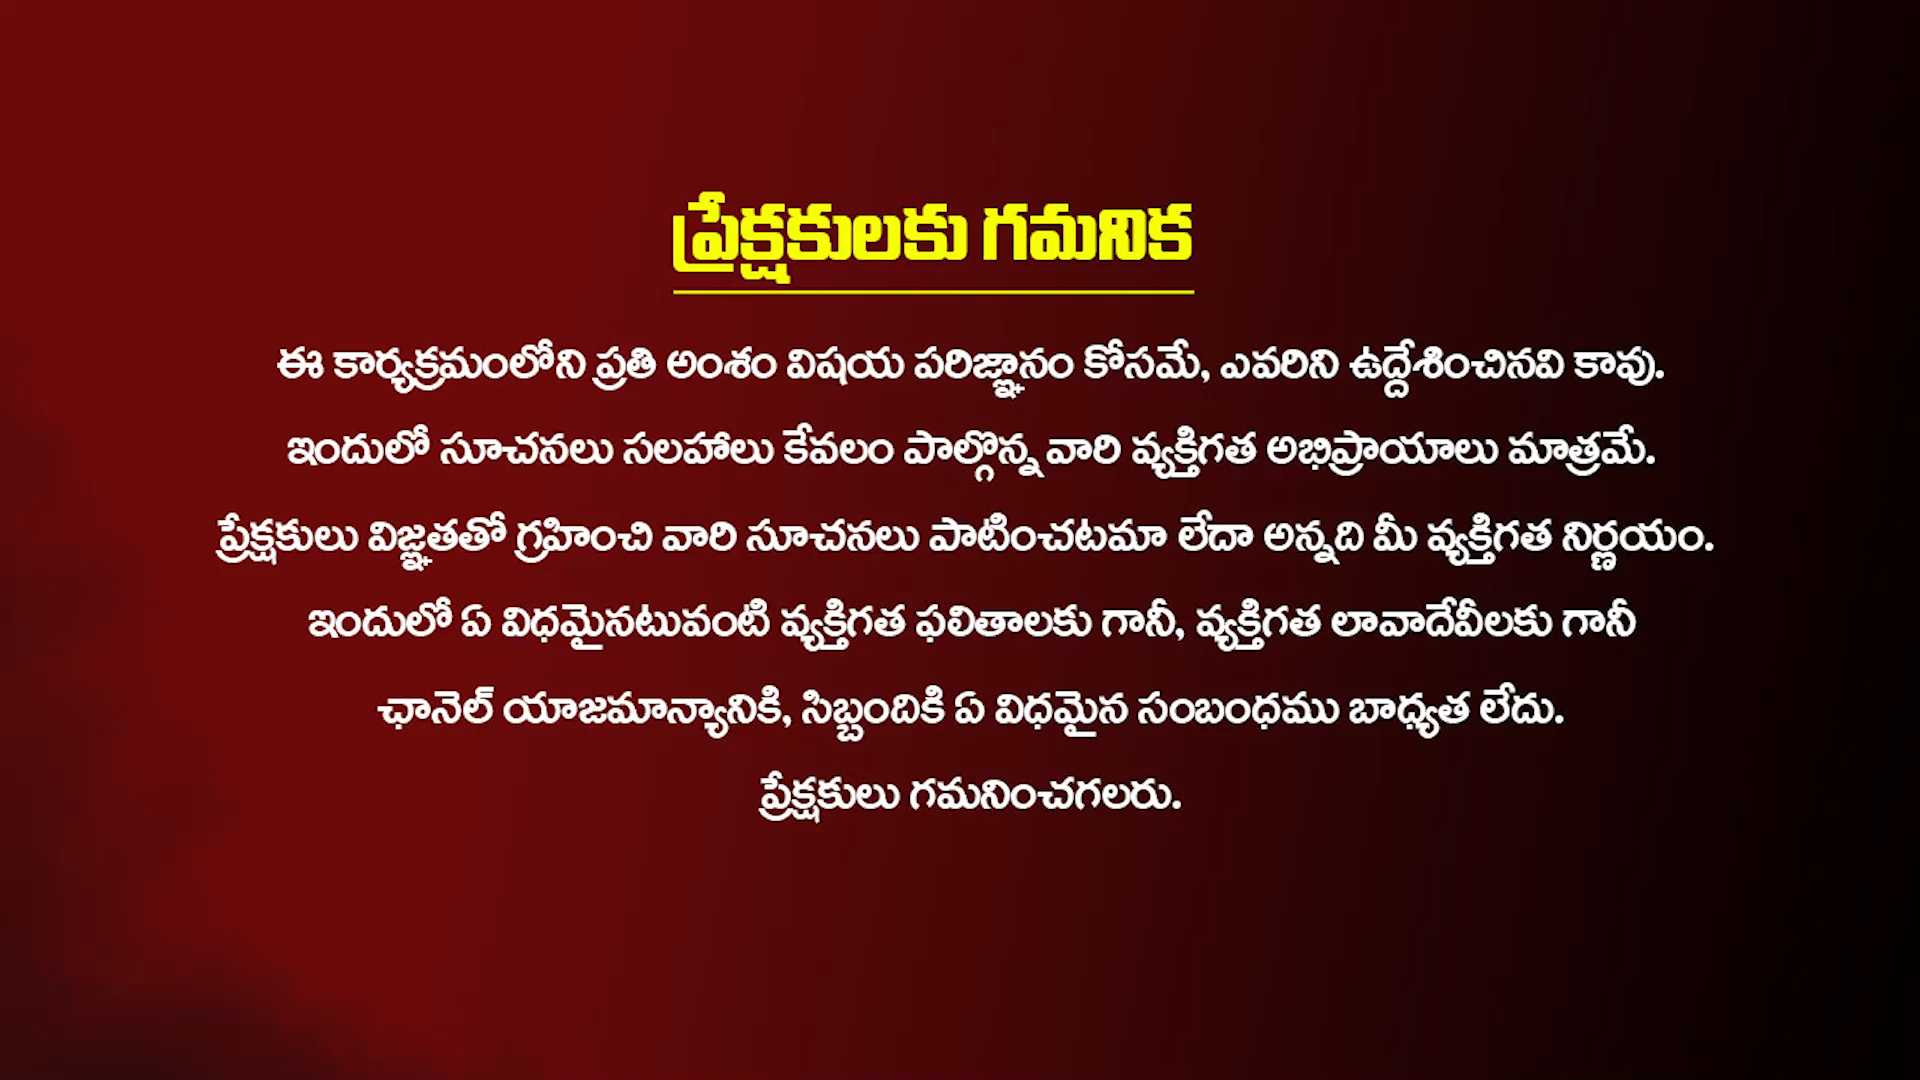 ప్రేక్షకులకు గమనిక
ఈ కార్యక్రమంలోని ప్రతి అంశం విషయ పరిజ్ఞానం కోసమే, ఎవరిని ఉద్దేశించినవి కావు.
ఇందులో సూచనలు సలహాలు కేవలం పాల్గొన్న వారి వ్యక్తిగత అభిప్రాయాలు మాత్రమే.
ప్రేక్షకులు విజ్ఞతతో గ్రహించి వారి సూచనలు పాటించటమా లేదా అన్నది మీ వ్యక్తిగత నిర్ణయం.
ఇందులో ఏ విధమైనటువంటి వ్యక్తిగత ఫలితాలకు గానీ, వ్యక్తిగత లావాదేవీలకు గానీ
ఛానెల్ యాజమాన్యానికి, సిబ్బందికి ఏ విధమైన సంబంధము బాధ్యత లేదు.
ప్రేక్షకులు గమనించగలరు.